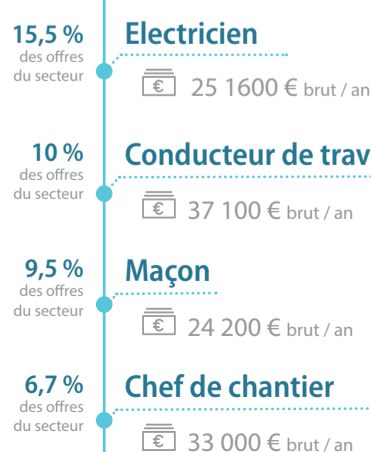 15,5 %
des offres
du secteur
Electricien
25 1600 € brut / an
10 %
des offres
du secteur
Conducteur de trav
37 100 € brut / an
9,5 %
des offres
du secteur
Maçon
24 200 € brut / an
6,7 %
des offres
du secteur
Chef de chantier
33 000 € brut / an